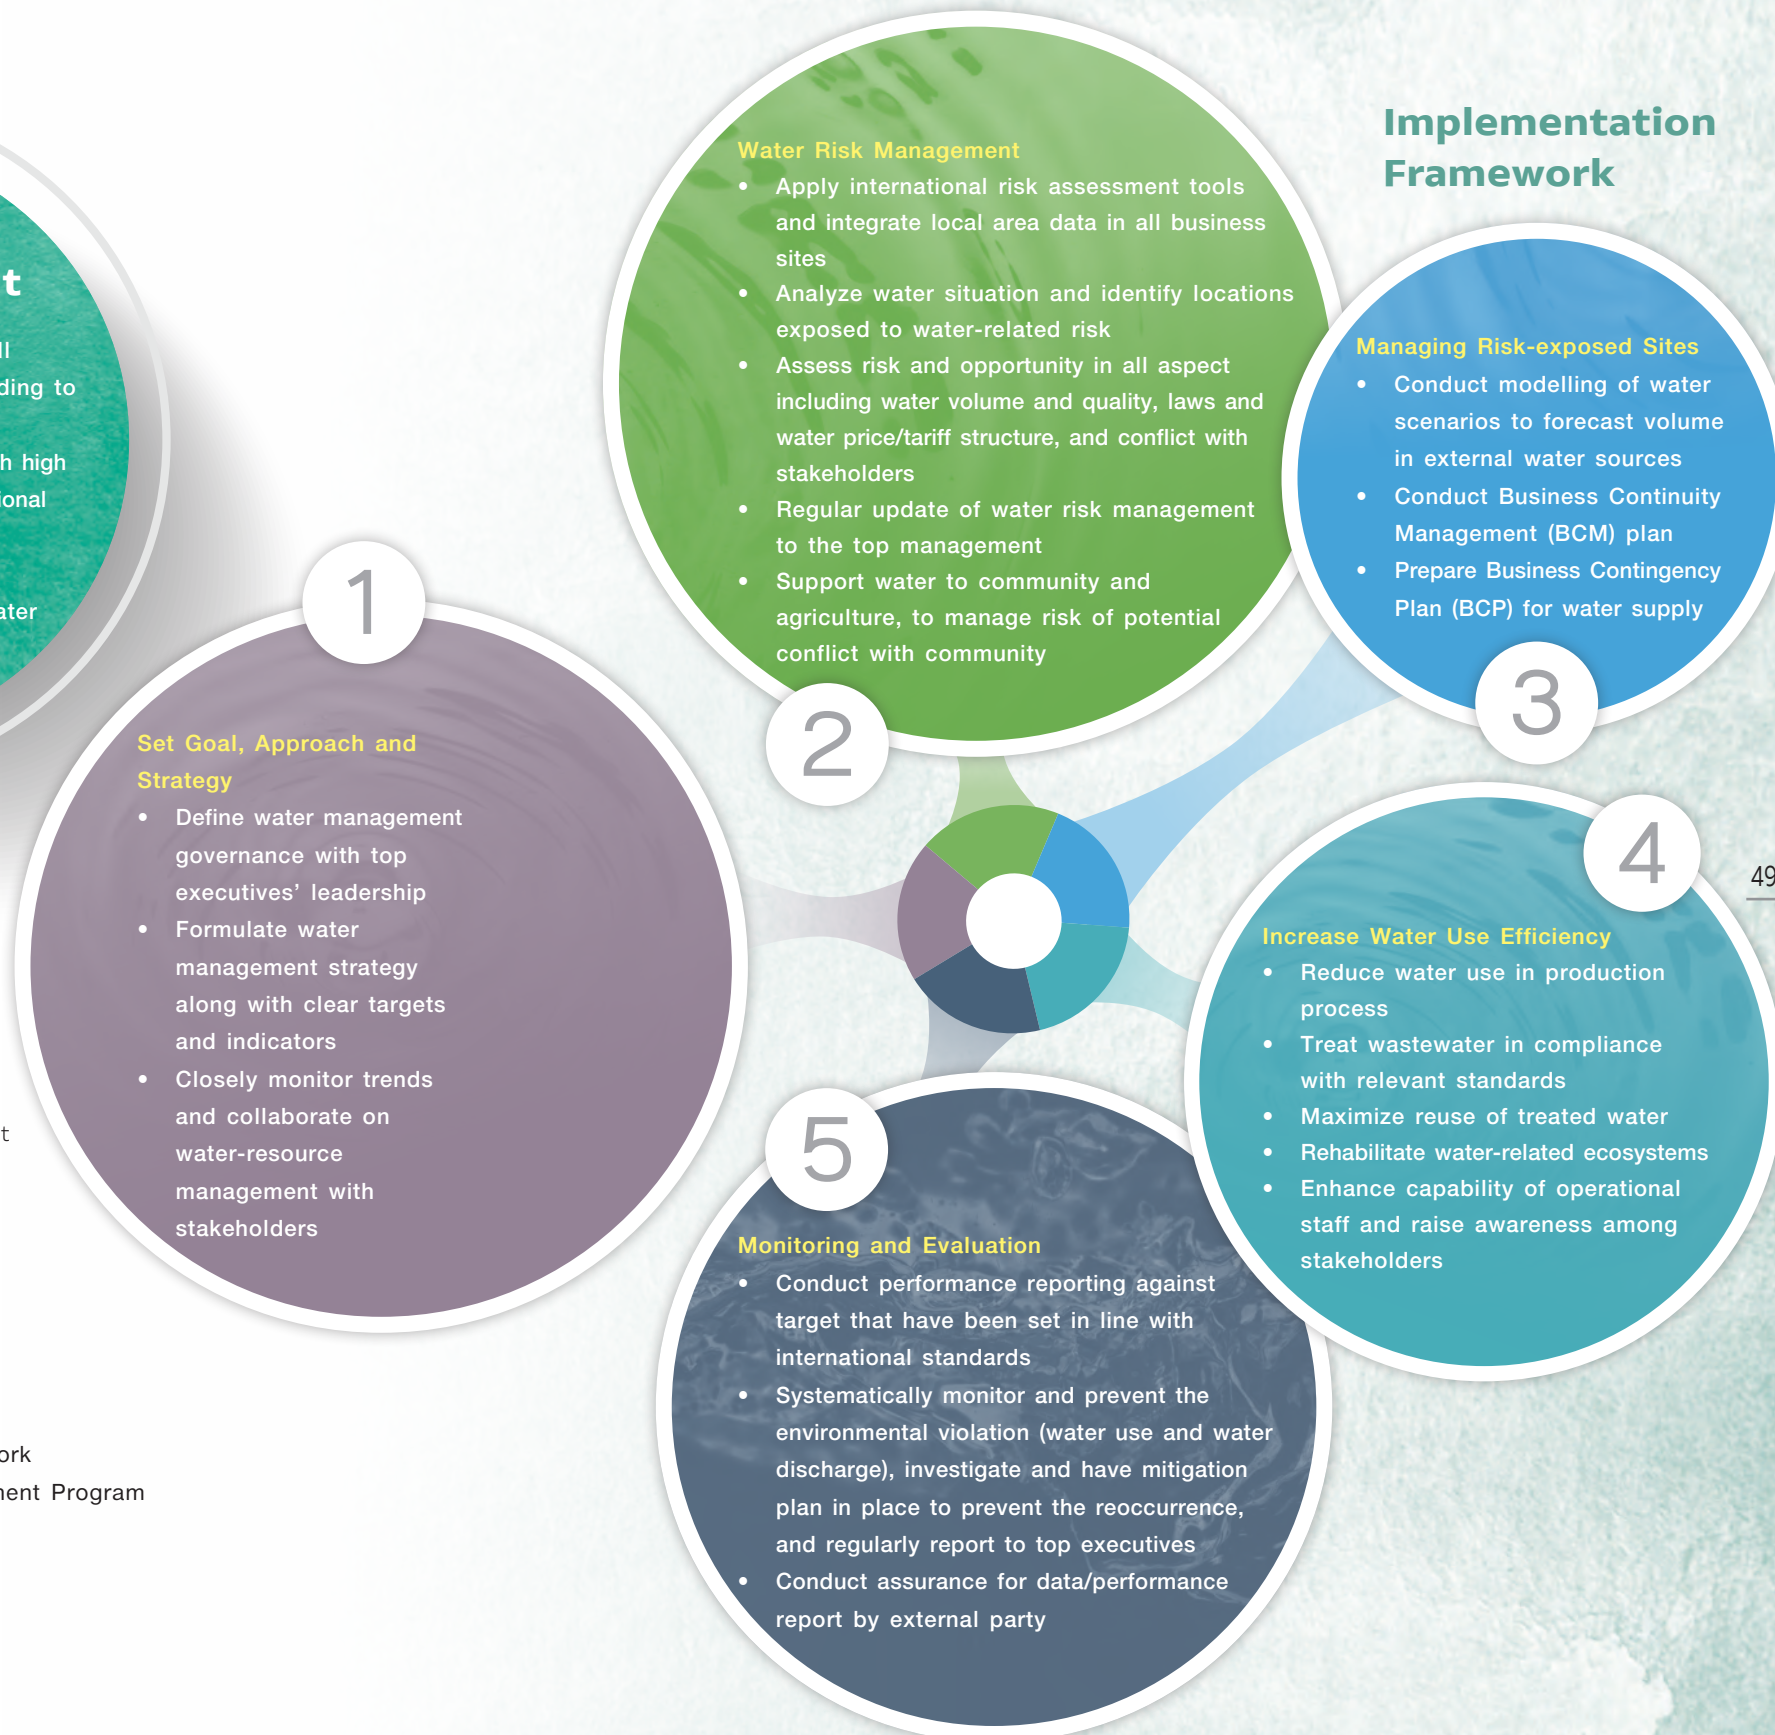 Implementation
Framework
t
ding to
h high
ional
ater
1
Set Goal, Approach and
Strategy
• Define water management
governance with top
executives’ leadership
• Formulate water
management strategy
along with clear targets
and indicators
• Closely monitor trends
and collaborate on
water-resource
management with
stakeholders
2
Water Risk Management
• Apply international risk assessment tools
and integrate local area data in all business
sites
• Analyze water situation and identify locations
exposed to water-related risk
• Assess risk and opportunity in all aspect
including water volume and quality, laws and
water price/tariff structure, and conflict with
stakeholders
• Regular update of water risk management
to the top management
• Support water to community and
agriculture, to manage risk of potential
conflict with community
3
Managing Risk-exposed Sites
• Conduct modelling of water
scenarios to forecast volume
in external water sources
• Conduct Business Continuity
Management (BCM) plan
• Prepare Business Contingency
Plan (BCP) for water supply
4
Increase Water Use Efficiency
• Reduce water use in production
process
• Treat wastewater in compliance
with relevant standards
• Maximize reuse of treated water
• Rehabilitate water-related ecosystems
• Enhance capability of operational
staff and raise awareness among
stakeholders
49
5
Monitoring and Evaluation
• Conduct performance reporting against
target that have been set in line with
international standards
• Systematically monitor and prevent the
environmental violation (water use and water
discharge), investigate and have mitigation
plan in place to prevent the reoccurrence,
and regularly report to top executives
• Conduct assurance for data/performance
report by external party
t
ork
ment Program